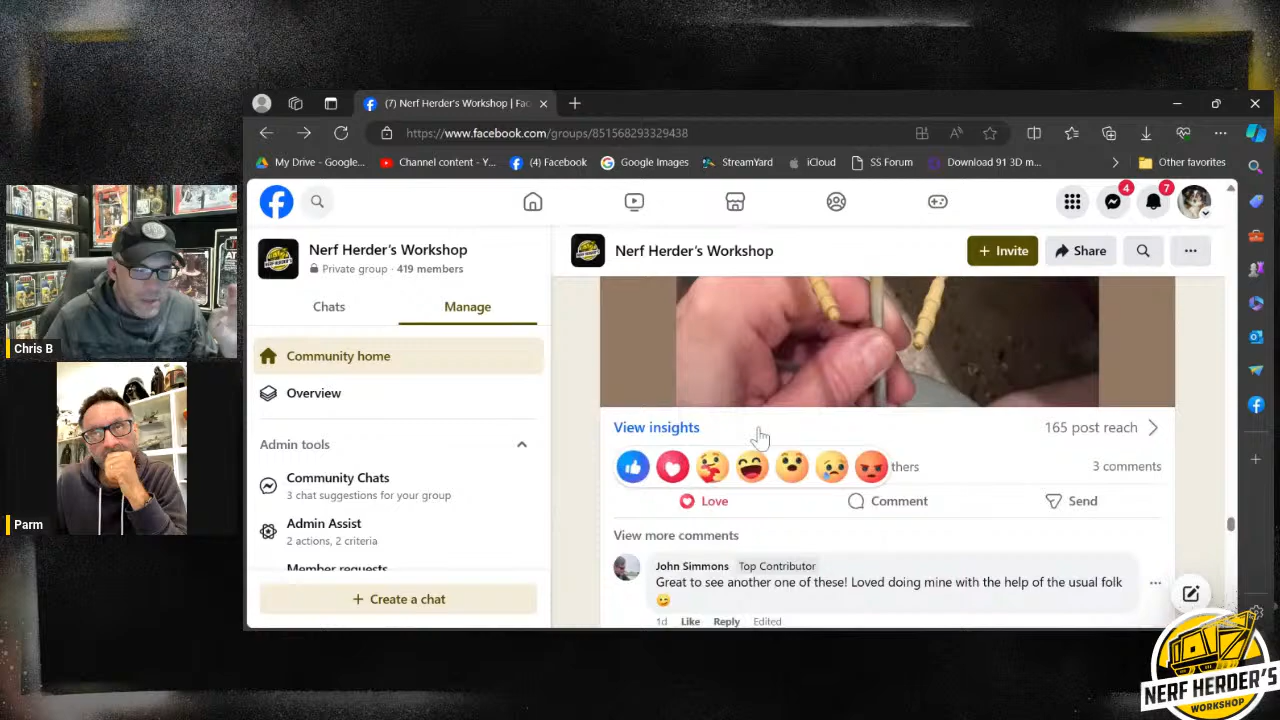 (7) Nerf Herder's Workshop | Fac
https://www.facebook.com/groups/851568293329438
My Drive - Google...
Channel content - Y...
(4) Facebook
Google Images
StreamYard
iCloud
SS Forum
Download 91 3D m...
Other favorites
4
7
Nerf Herder's Workshop
Private group · 419 members
Chats
Manage
Community home
Overview
Admin tools
Community Chats
3 chat suggestions for your group
Admin Assist
2 actions, 2 criteria
Member requests
+ Create a chat
Nerf Herder's Workshop
+ Invite
Share
View insights
165 post reach
thers
3 comments
Love
Comment
Send
View more comments
John Simmons Top Contributor
Great to see another one of these! Loved doing mine with the help of the usual folk
1d Like Reply Edited
Chris B
Parm
NERF HERDER'S
WORKSHOP